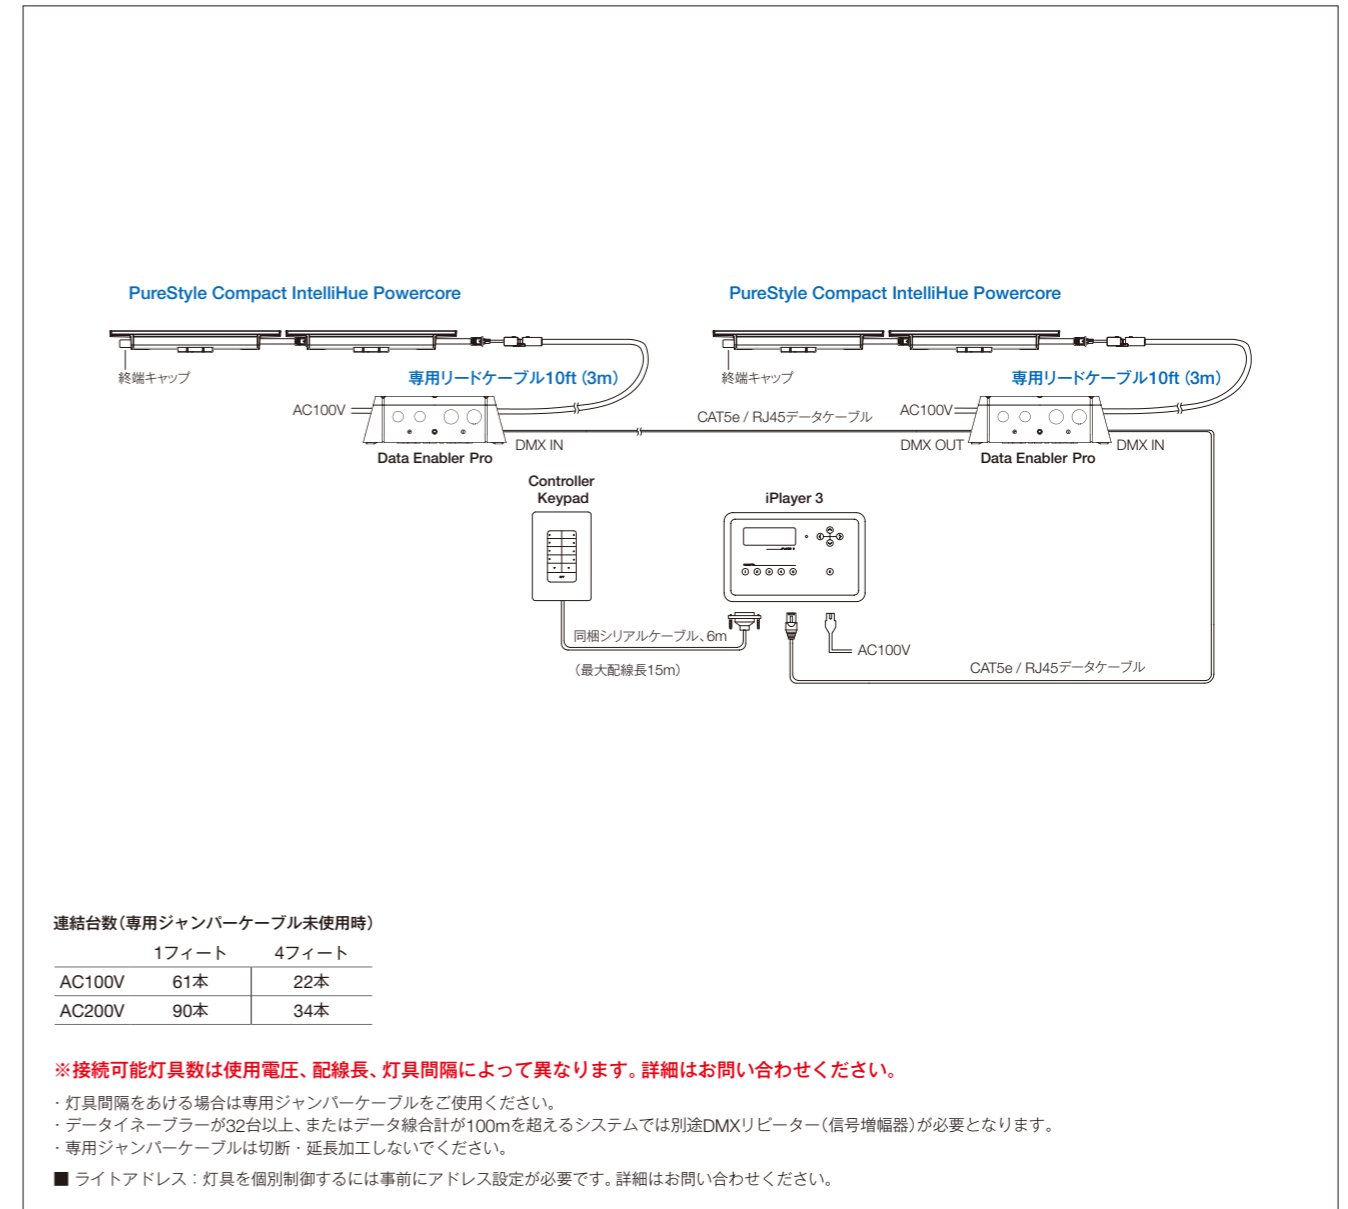 PureStyle Compact IntelliHue Powercore
PureStyle Compact IntelliHue Powercore
終端キャップ
専用リードケーブル10ft (3m)
終端キャップ
専用リードケーブル10ft (3m)
AC100V
CAT5e / RJ45データケーブル
AC100V
DMX IN
DMX OUT
DMX IN
Data Enabler Pro
Data Enabler Pro
Controller
Keypad
iPlayer 3
同梱シリアルケーブル、6m
(最大配線長15m)
AC100V
CAT5e / RJ45データケーブル
連結台数(専用ジャンパーケーブル未使用時)
1フィート 4フィート
AC100V 61本 22本
AC200V 90本 34本
※接続可能灯具数は使用電圧、配線長、灯具間隔によって異なります。詳細はお問い合わせください。
・灯具間隔をあける場合は専用ジャンパーケーブルをご使用ください。
・データイネーブラーが32台以上、またはデータ線合計が100mを超えるシステムでは別途DMXリピーター(信号増幅器)が必要となります。
・専用ジャンパーケーブルは切断・延長加工しないでください。
■ ライトアドレス：灯具を個別制御するには事前にアドレス設定が必要です。詳細はお問い合わせください。